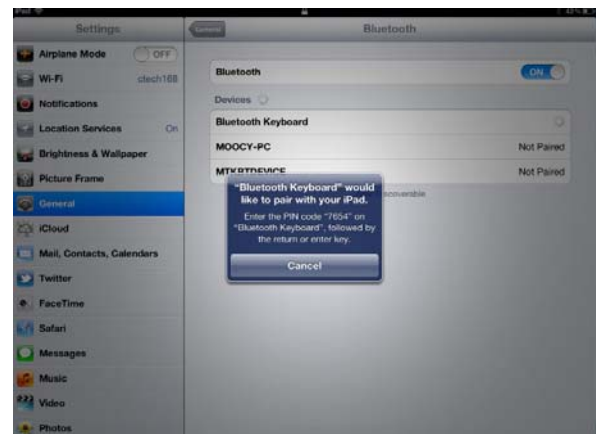 iPad
42%
Settings
General
Bluetooth
Airplane Mode
OFF
Wi-Fi
ctech168
Notifications
Location Services
On
Brightness & Wallpaper
Picture Frame
General
iCloud
Mail, Contacts, Calendars
Twitter
FaceTime
Safari
Messages
Music
Video
Photos
Bluetooth
ON
Devices
Bluetooth Keyboard
MOOCY-PC
Not Paired
MTKBTDEVICE
Not Paired
discoverable
"Bluetooth Keyboard" would
like to pair with your iPad.
Enter the PIN code "7654" on
"Bluetooth Keyboard", followed by
the return or enter key.
Cancel